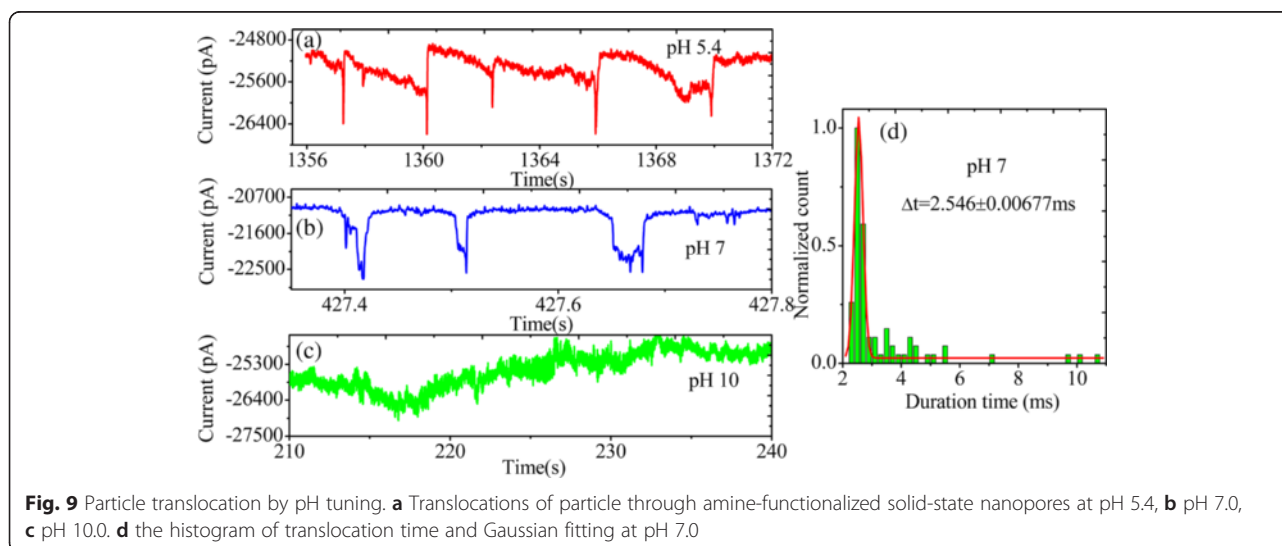 (a)
pH 5.4
Current (pA)
-24800
-25600
-26400
1356 1360 1364 1368 1372
Time(s)
(b)
pH 7
Current (pA)
-20700
-21600
-22500
427.4 427.6 427.8
Time(s)
(c)
pH 10
Current (pA)
-25300
-26400
-27500
210 220 230 240
Time(s)
(d)
pH 7
Δt=2.546±0.00677ms
Normalized count
1.0
0.5
0.0
2 4 6 8 10
Duration time (ms)
Fig. 9 Particle translocation by pH tuning. a Translocations of particle through amine-functionalized solid-state nanopores at pH 5.4, b pH 7.0,
c pH 10.0. d the histogram of translocation time and Gaussian fitting at pH 7.0